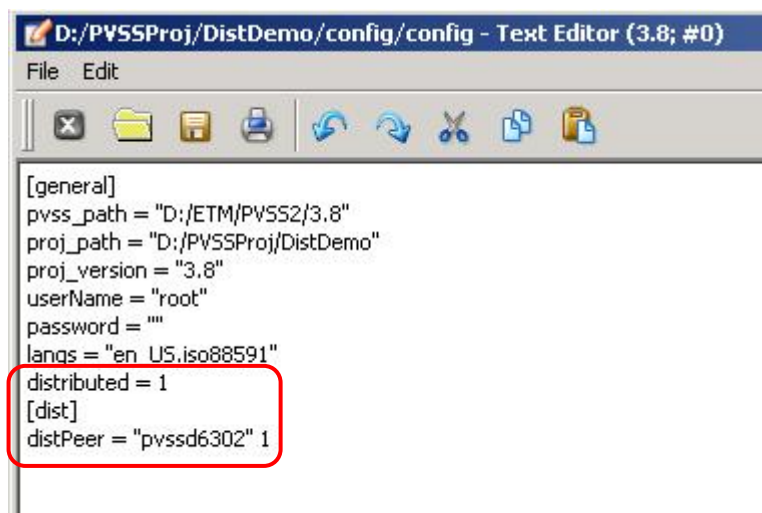 D:/PVSSProj/DistDemo/config/config - Text Editor (3.8; #0)
File Edit
[general]
pvss_path = "D:/ETM/PVSS2/3.8"
proj_path = "D:/PVSSProj/DistDemo"
proj_version = "3.8"
userName = "root"
password = ""
langs = "en_US.iso88591"
distributed = 1
[dist]
distPeer = "pvssd6302" 1